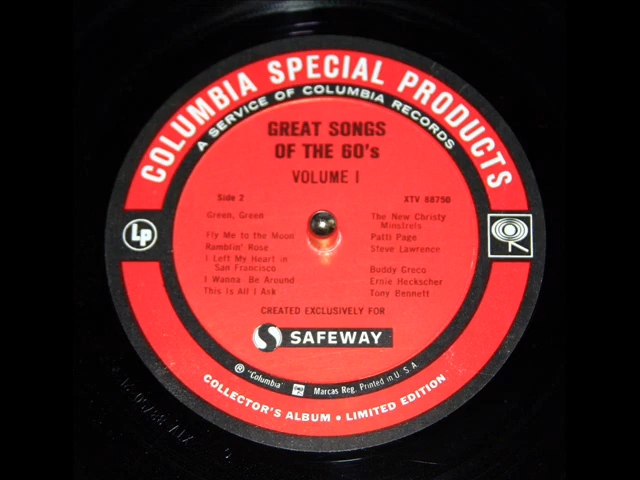 COLUMBIA SPECIAL PRODUCTS
A SERVICE OF COLUMBIA RECORDS
GREAT SONGS
OF THE 60's
VOLUME I
Side 2 XTV 88750
Green, Green The New Christy
Minstrels
Fly Me to the Moon Patti Page
Ramblin' Rose Steve Lawrence
I Left My Heart in
San Francisco Buddy Greco
I Wanna Be Around Ernie Heckscher
This Is All I Ask Tony Bennett
Lp
CREATED EXCLUSIVELY FOR
S SAFEWAY
® "Columbia" Marcas Reg. Printed in U.S.A.
COLLECTOR'S ALBUM • LIMITED EDITION